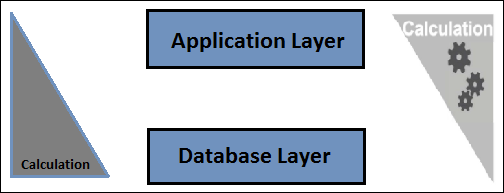 Application Layer
Calculation
Calculation
Database Layer